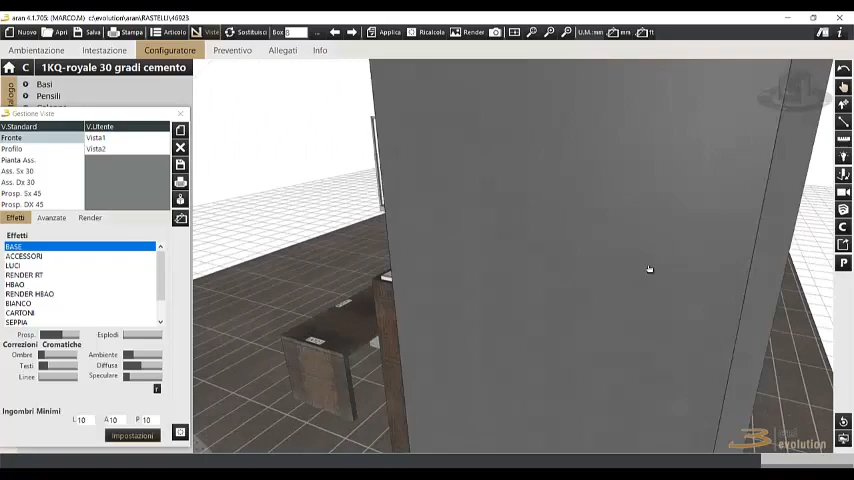 aran 4.1.705: (MARCO.M) c:\evolution\aran\RASTELLI\46923
Nuovo Apri Salva Stampa Articolo Viste Sostituisci Box 8 ... Applica Ricalcola Render U.M.: mm ft
Ambientazione Intestazione Configuratore Preventivo Allegati Info
C 1KQ-royale 30 gradi cemento
Basi
Pensili
Gestione Viste
V.Standard V.Utente
Fronte Vista1
Profilo Vista2
Pianta Ass.
Ass. Sx 30
Ass. Dx 30
Prosp. Sx 45
Prosp. DX 45
Effetti Avanzate Render
Effetti
BASE
ACCESSORI
LUCI
RENDER RT
HBAO
RENDER HBAO
BIANCO
CARTONI
SEPPIA
Prosp. Esplodi
Correzioni Cromatiche
Ombre Ambiente
Testi Diffusa
Linee Speculare
r
Ingombri Minimi
L 10 A 10 P 10
Impostazioni
C
P
evolution